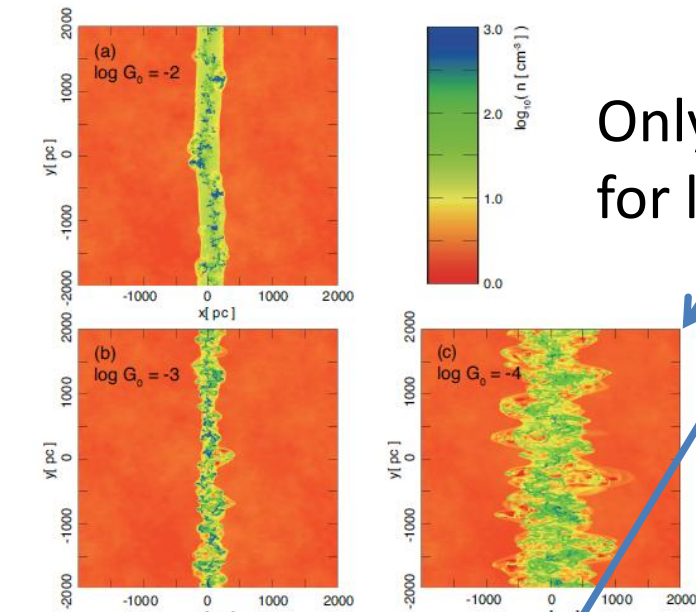 (a)
log G₀ = -2
2000
1000
0
-1000
-2000
y[ pc ]
-1000 0 1000 2000
x[ pc ]
3.0
2.0
1.0
0.0
log₁₀( n [ cm⁻³ ] )
Only
for
(b)
log G₀ = -3
2000
1000
0
-1000
-2000
y[ pc ]
-1000 0 1000 2000
(c)
log G₀ = -4
2000
1000
0
-1000
-2000
y[ pc ]
-1000 0 1000 2000